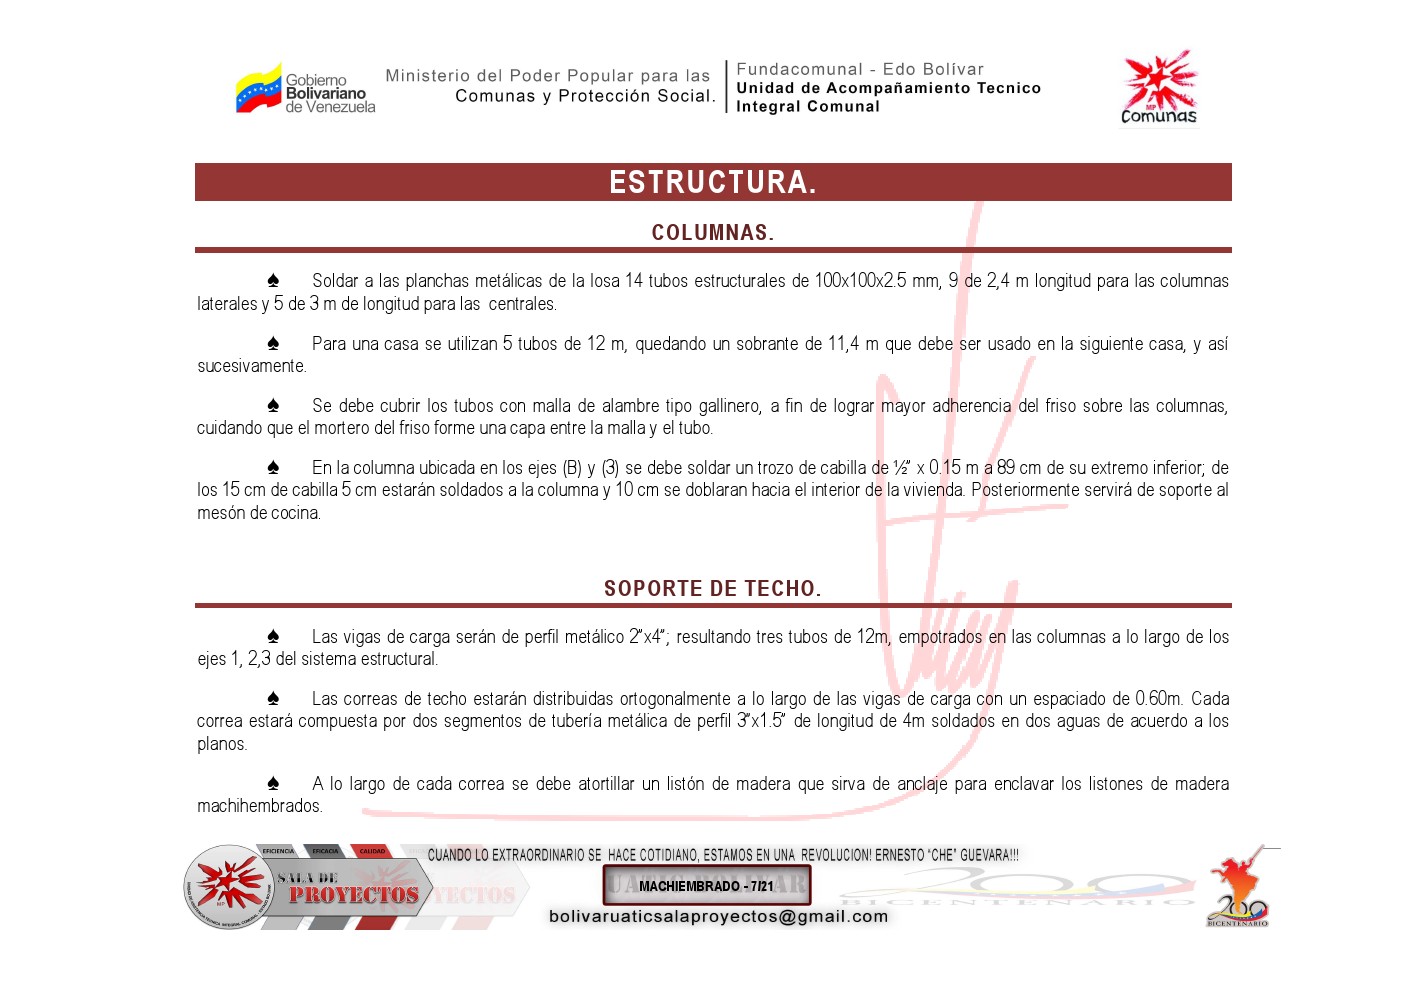 Gobierno
Bolivariano
de Venezuela
Ministerio del Poder Popular para las
Comunas y Protección Social.
Fundacomunal - Edo Bolívar
Unidad de Acompañamiento Tecnico
Integral Comunal
MP
comunas
ESTRUCTURA.
COLUMNAS.
♠ Soldar a las planchas metálicas de la losa 14 tubos estructurales de 100x100x2.5 mm, 9 de 2,4 m longitud para las columnas
laterales y 5 de 3 m de longitud para las centrales.
♠ Para una casa se utilizan 5 tubos de 12 m, quedando un sobrante de 11,4 m que debe ser usado en la siguiente casa, y así
sucesivamente.
♠ Se debe cubrir los tubos con malla de alambre tipo gallinero, a fin de lograr mayor adherencia del friso sobre las columnas,
cuidando que el mortero del friso forme una capa entre la malla y el tubo.
♠ En la columna ubicada en los ejes (B) y (3) se debe soldar un trozo de cabilla de ½” x 0.15 m a 89 cm de su extremo inferior; de
los 15 cm de cabilla 5 cm estarán soldados a la columna y 10 cm se doblaran hacia el interior de la vivienda. Posteriormente servirá de soporte al
mesón de cocina.
SOPORTE DE TECHO.
♠ Las vigas de carga serán de perfil metálico 2”x4”; resultando tres tubos de 12m, empotrados en las columnas a lo largo de los
ejes 1, 2,3 del sistema estructural.
♠ Las correas de techo estarán distribuidas ortogonalmente a lo largo de las vigas de carga con un espaciado de 0.60m. Cada
correa estará compuesta por dos segmentos de tubería metálica de perfil 3”x1.5” de longitud de 4m soldados en dos aguas de acuerdo a los
planos.
♠ A lo largo de cada correa se debe atortillar un listón de madera que sirva de anclaje para enclavar los listones de madera
machihembrados.
EFICIENCIA EFICACIA CALIDAD
CUANDO LO EXTRAORDINARIO SE HACE COTIDIANO, ESTAMOS EN UNA REVOLUCION! ERNESTO “CHE” GUEVARA!!!
SALA DE
PROYECTOS
MACHIEMBRADO - 7/21
bolivaruaticsalaproyectos@gmail.com
200
BICENTENARIO
200
BICENTENARIO